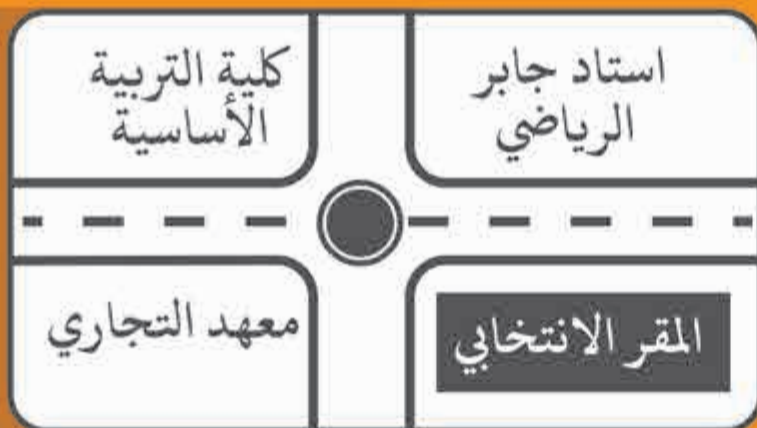 استاد جابر
الرياضي
كلية التربية
الأساسية
المقر الانتخابي
معهد التجاري